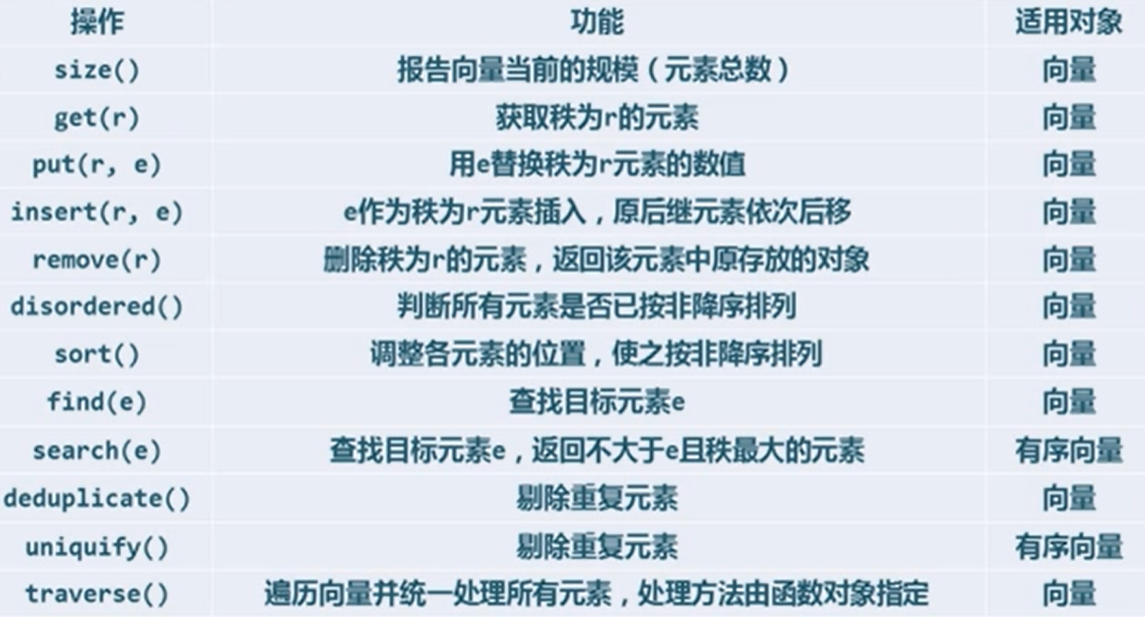 操作 功能 适用对象
size() 报告向量当前的规模（元素总数） 向量
get(r) 获取秩为r的元素 向量
put(r, e) 用e替换秩为r元素的数值 向量
insert(r, e) e作为秩为r元素插入，原后继元素依次后移 向量
remove(r) 删除秩为r的元素，返回该元素中原存放的对象 向量
disordered() 判断所有元素是否已按非降序排列 向量
sort() 调整各元素的位置，使之按非降序排列 向量
find(e) 查找目标元素e 向量
search(e) 查找目标元素e，返回不大于e且秩最大的元素 有序向量
deduplicate() 剔除重复元素 向量
uniquify() 剔除重复元素 有序向量
traverse() 遍历向量并统一处理所有元素，处理方法由函数对象指定 向量